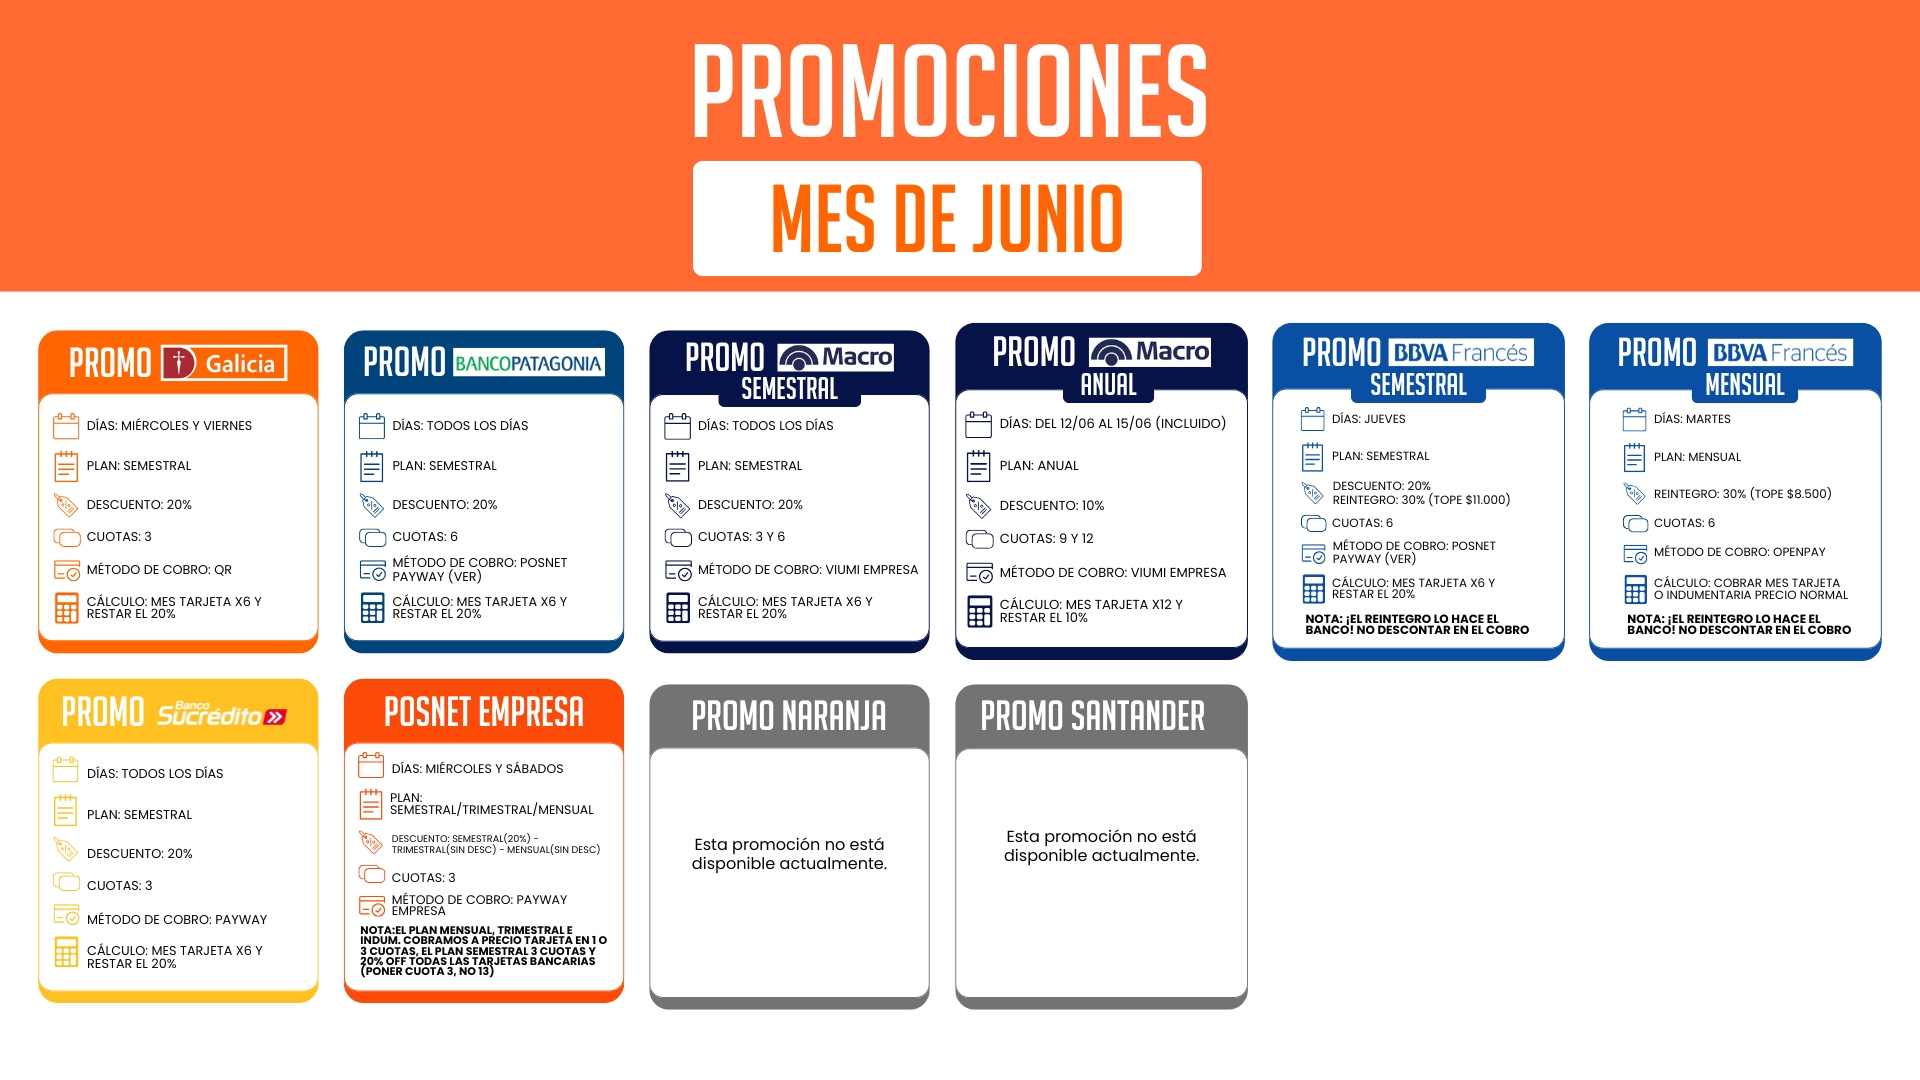 PROMOCIONES
MES DE JUNIO
PROMO Galicia
DÍAS: MIÉRCOLES Y VIERNES
PLAN: SEMESTRAL
DESCUENTO: 20%
CUOTAS: 3
MÉTODO DE COBRO: QR
CÁLCULO: MES TARJETA X6 Y
RESTAR EL 20%
PROMO BANCOPATAGONIA
DÍAS: TODOS LOS DÍAS
PLAN: SEMESTRAL
DESCUENTO: 20%
CUOTAS: 6
MÉTODO DE COBRO: POSNET
PAYWAY (VER)
CÁLCULO: MES TARJETA X6 Y
RESTAR EL 20%
PROMO Macro
SEMESTRAL
DÍAS: TODOS LOS DÍAS
PLAN: SEMESTRAL
DESCUENTO: 20%
CUOTAS: 3 Y 6
MÉTODO DE COBRO: VIUMI EMPRESA
CÁLCULO: MES TARJETA X6 Y
RESTAR EL 20%
PROMO Macro
ANUAL
DÍAS: DEL 12/06 AL 15/06 (INCLUIDO)
PLAN: ANUAL
DESCUENTO: 10%
CUOTAS: 9 Y 12
MÉTODO DE COBRO: VIUMI EMPRESA
CÁLCULO: MES TARJETA X12 Y
RESTAR EL 10%
PROMO BBVA Francés
SEMESTRAL
DÍAS: JUEVES
PLAN: SEMESTRAL
DESCUENTO: 20%
REINTEGRO: 30% (TOPE $11.000)
CUOTAS: 6
MÉTODO DE COBRO: POSNET
PAYWAY (VER)
CÁLCULO: MES TARJETA X6 Y
RESTAR EL 20%
NOTA: ¡EL REINTEGRO LO HACE EL
BANCO! NO DESCONTAR EN EL COBRO
PROMO BBVA Francés
MENSUAL
DÍAS: MARTES
PLAN: MENSUAL
REINTEGRO: 30% (TOPE $8.500)
CUOTAS: 6
MÉTODO DE COBRO: OPENPAY
CÁLCULO: COBRAR MES TARJETA
O INDUMENTARIA PRECIO NORMAL
NOTA: ¡EL REINTEGRO LO HACE EL
BANCO! NO DESCONTAR EN EL COBRO
PROMO Banco Sucrédito
DÍAS: TODOS LOS DÍAS
PLAN: SEMESTRAL
DESCUENTO: 20%
CUOTAS: 3
MÉTODO DE COBRO: PAYWAY
CÁLCULO: MES TARJETA X6 Y
RESTAR EL 20%
POSNET EMPRESA
DÍAS: MIÉRCOLES Y SÁBADOS
PLAN:
SEMESTRAL/TRIMESTRAL/MENSUAL
DESCUENTO: SEMESTRAL(20%) -
TRIMESTRAL(SIN DESC) - MENSUAL(SIN DESC)
CUOTAS: 3
MÉTODO DE COBRO: PAYWAY
EMPRESA
NOTA:EL PLAN MENSUAL, TRIMESTRAL E
INDUM. COBRAMOS A PRECIO TARJETA EN 1 O
3 CUOTAS, EL PLAN SEMESTRAL 3 CUOTAS Y
20% OFF TODAS LAS TARJETAS BANCARIAS
(PONER CUOTA 3, NO 13)
PROMO NARANJA
Esta promoción no está
disponible actualmente.
PROMO SANTANDER
Esta promoción no está
disponible actualmente.